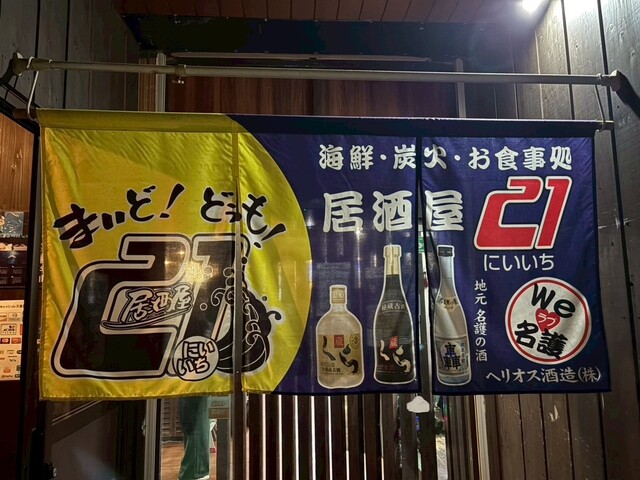 まいど! どうも!
21
居酒屋
にいいち
海鮮・炭火・お食事処
居酒屋 21
にいいち
くら
くら
地元 名護の酒
We
ラブ
名護
ヘリオス酒造(株)